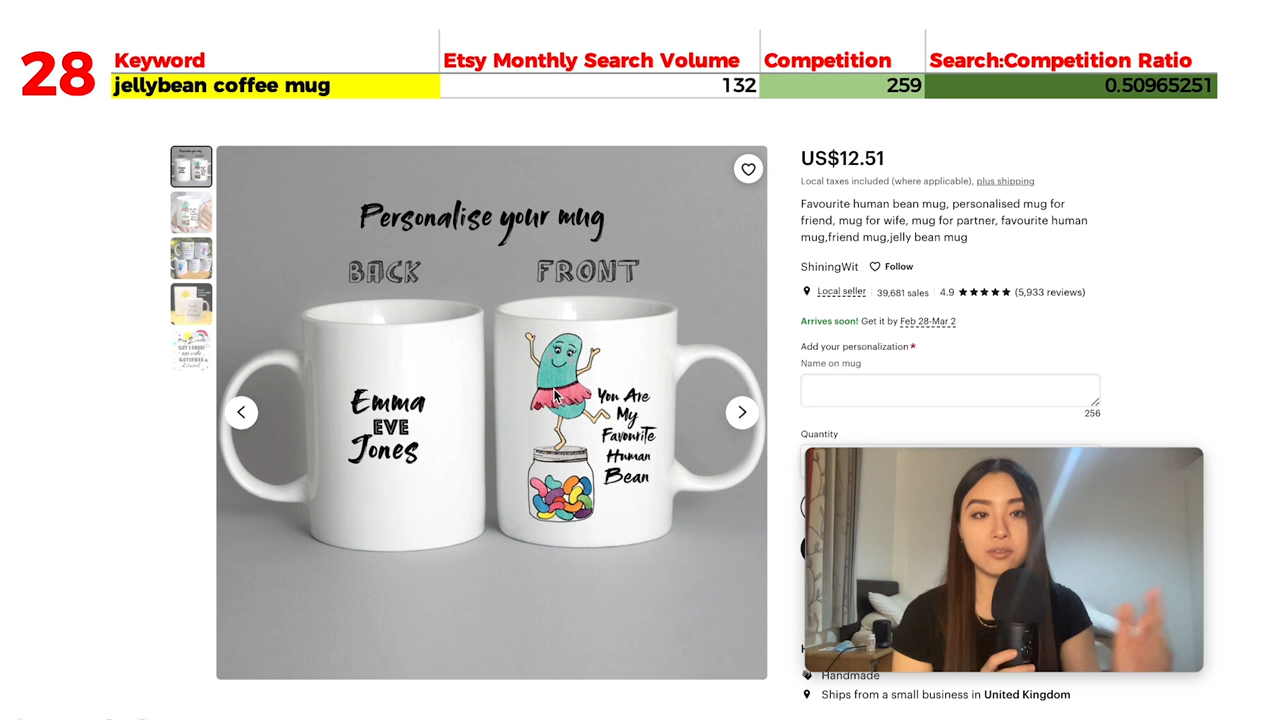 28
Keyword
Etsy Monthly Search Volume
Competition
Search:Competition Ratio
jellybean coffee mug
132
259
0.50965251
Personalise your mug
BACK
FRONT
Emma
EVE
Jones
You Are
My
Favourite
Human
Bean
US$12.51
Local taxes included (where applicable), plus shipping
Favourite human bean mug, personalised mug for
friend, mug for wife, mug for partner, favourite human
mug,friend mug,jelly bean mug
ShiningWit
Follow
Local seller
39,681 sales
4.9
(5,933 reviews)
Arrives soon! Get it by Feb 28-Mar 2
Add your personalization*
Name on mug
256
Quantity
Handmade
Ships from a small business in United Kingdom